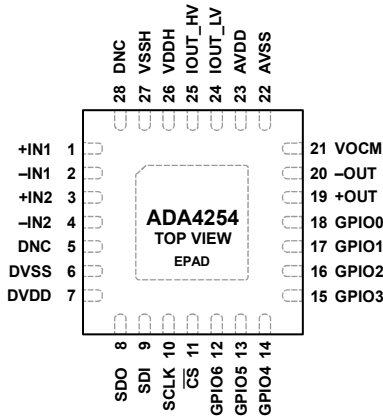 28 DNC
27 VSSH
26 VDDH
25 IOUT_HV
24 IOUT_LV
23 AVDD
22 AVSS
+IN1 1
–IN1 2
+IN2 3
–IN2 4
DNC 5
DVSS 6
DVDD 7
ADA4254
TOP VIEW
EPAD
21 VOCM
20 –OUT
19 +OUT
18 GPIO0
17 GPIO1
16 GPIO2
15 GPIO3
SDO 8
SDI 9
SCLK 10
CS 11
GPIO6 12
GPIO5 13
GPIO4 14